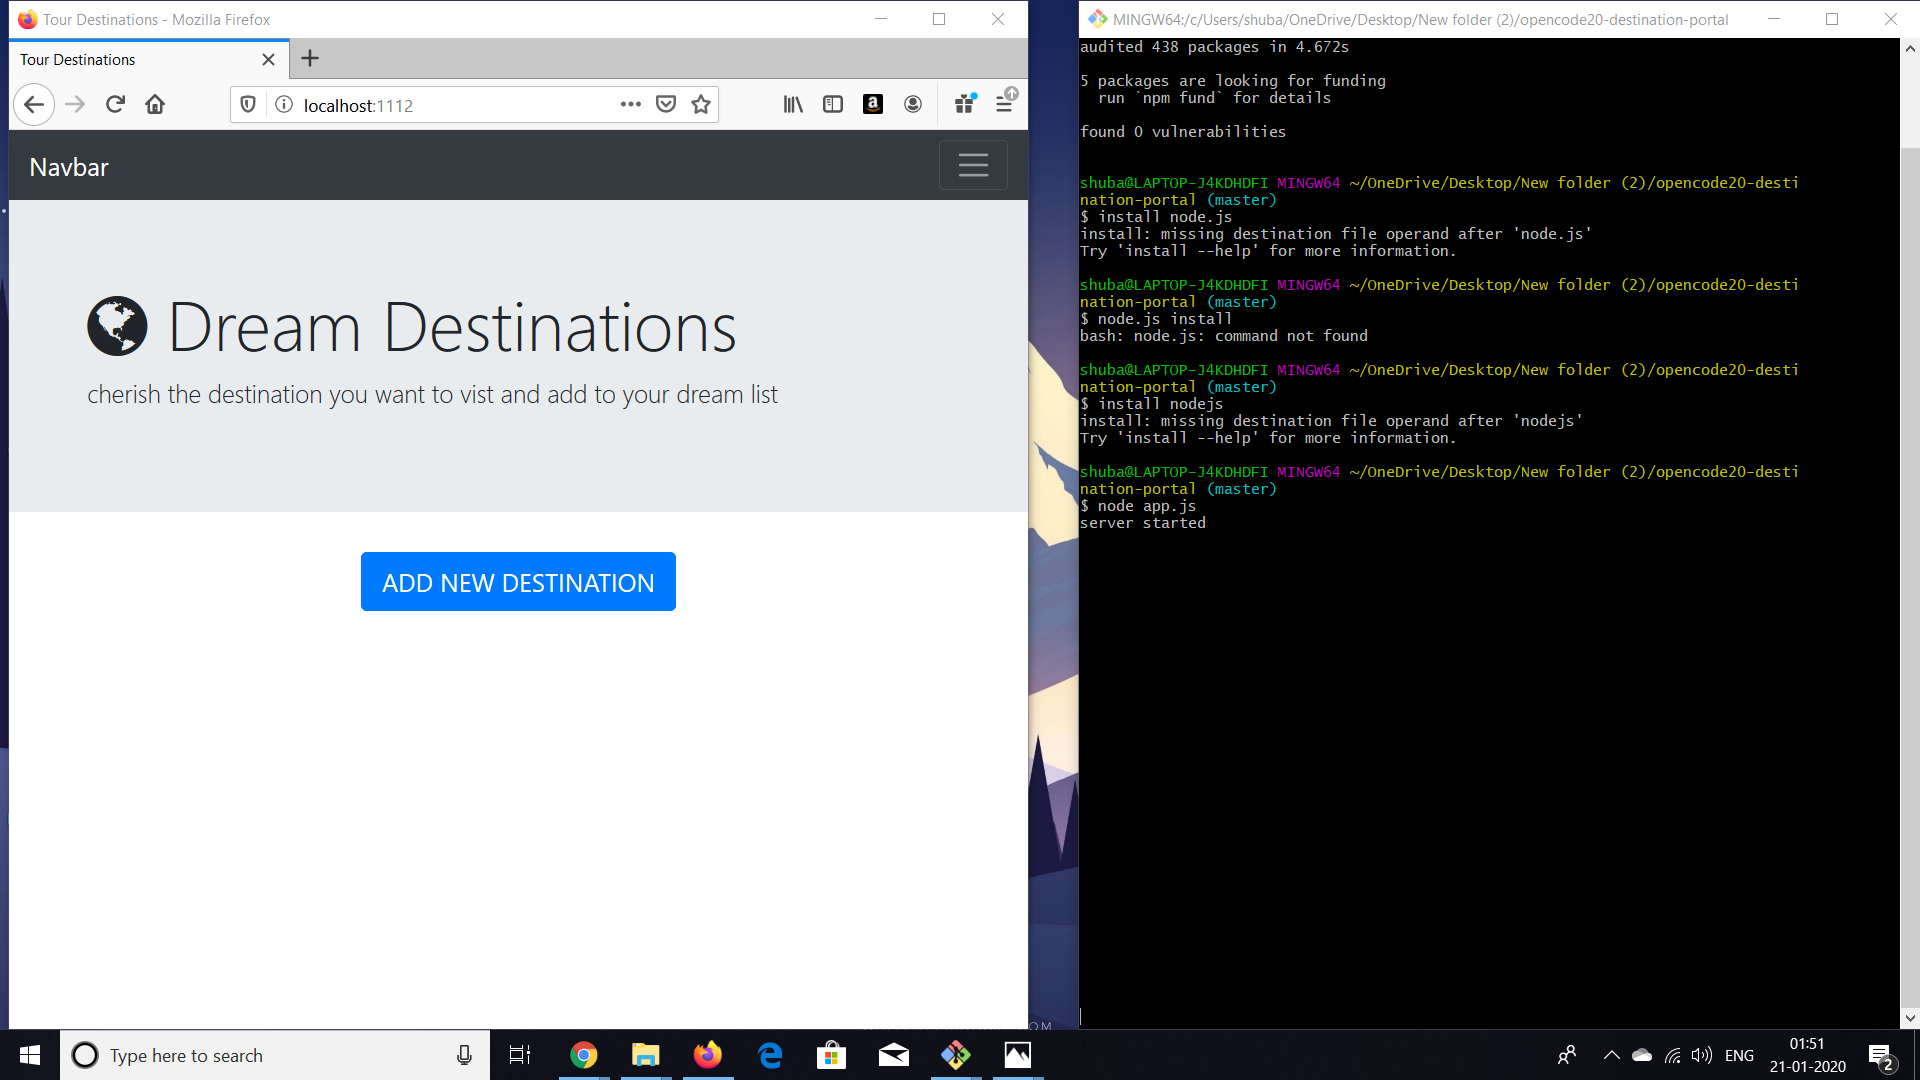 Tour Destinations - Mozilla Firefox
Tour Destinations
localhost:1112
Navbar
Dream Destinations
cherish the destination you want to vist and add to your dream list
ADD NEW DESTINATION
MINGW64:/c/Users/shuba/OneDrive/Desktop/New folder (2)/opencode20-destination-portal
audited 438 packages in 4.672s
5 packages are looking for funding
run `npm fund` for details
found 0 vulnerabilities
shuba@LAPTOP-J4KDHDFI MINGW64 ~/OneDrive/Desktop/New folder (2)/opencode20-desti
nation-portal (master)
$ install node.js
install: missing destination file operand after 'node.js'
Try 'install --help' for more information.
shuba@LAPTOP-J4KDHDFI MINGW64 ~/OneDrive/Desktop/New folder (2)/opencode20-desti
nation-portal (master)
$ node.js install
bash: node.js: command not found
shuba@LAPTOP-J4KDHDFI MINGW64 ~/OneDrive/Desktop/New folder (2)/opencode20-desti
nation-portal (master)
$ install nodejs
install: missing destination file operand after 'nodejs'
Try 'install --help' for more information.
shuba@LAPTOP-J4KDHDFI MINGW64 ~/OneDrive/Desktop/New folder (2)/opencode20-desti
nation-portal (master)
$ node app.js
server started
Type here to search
ENG
01:51
21-01-2020
2